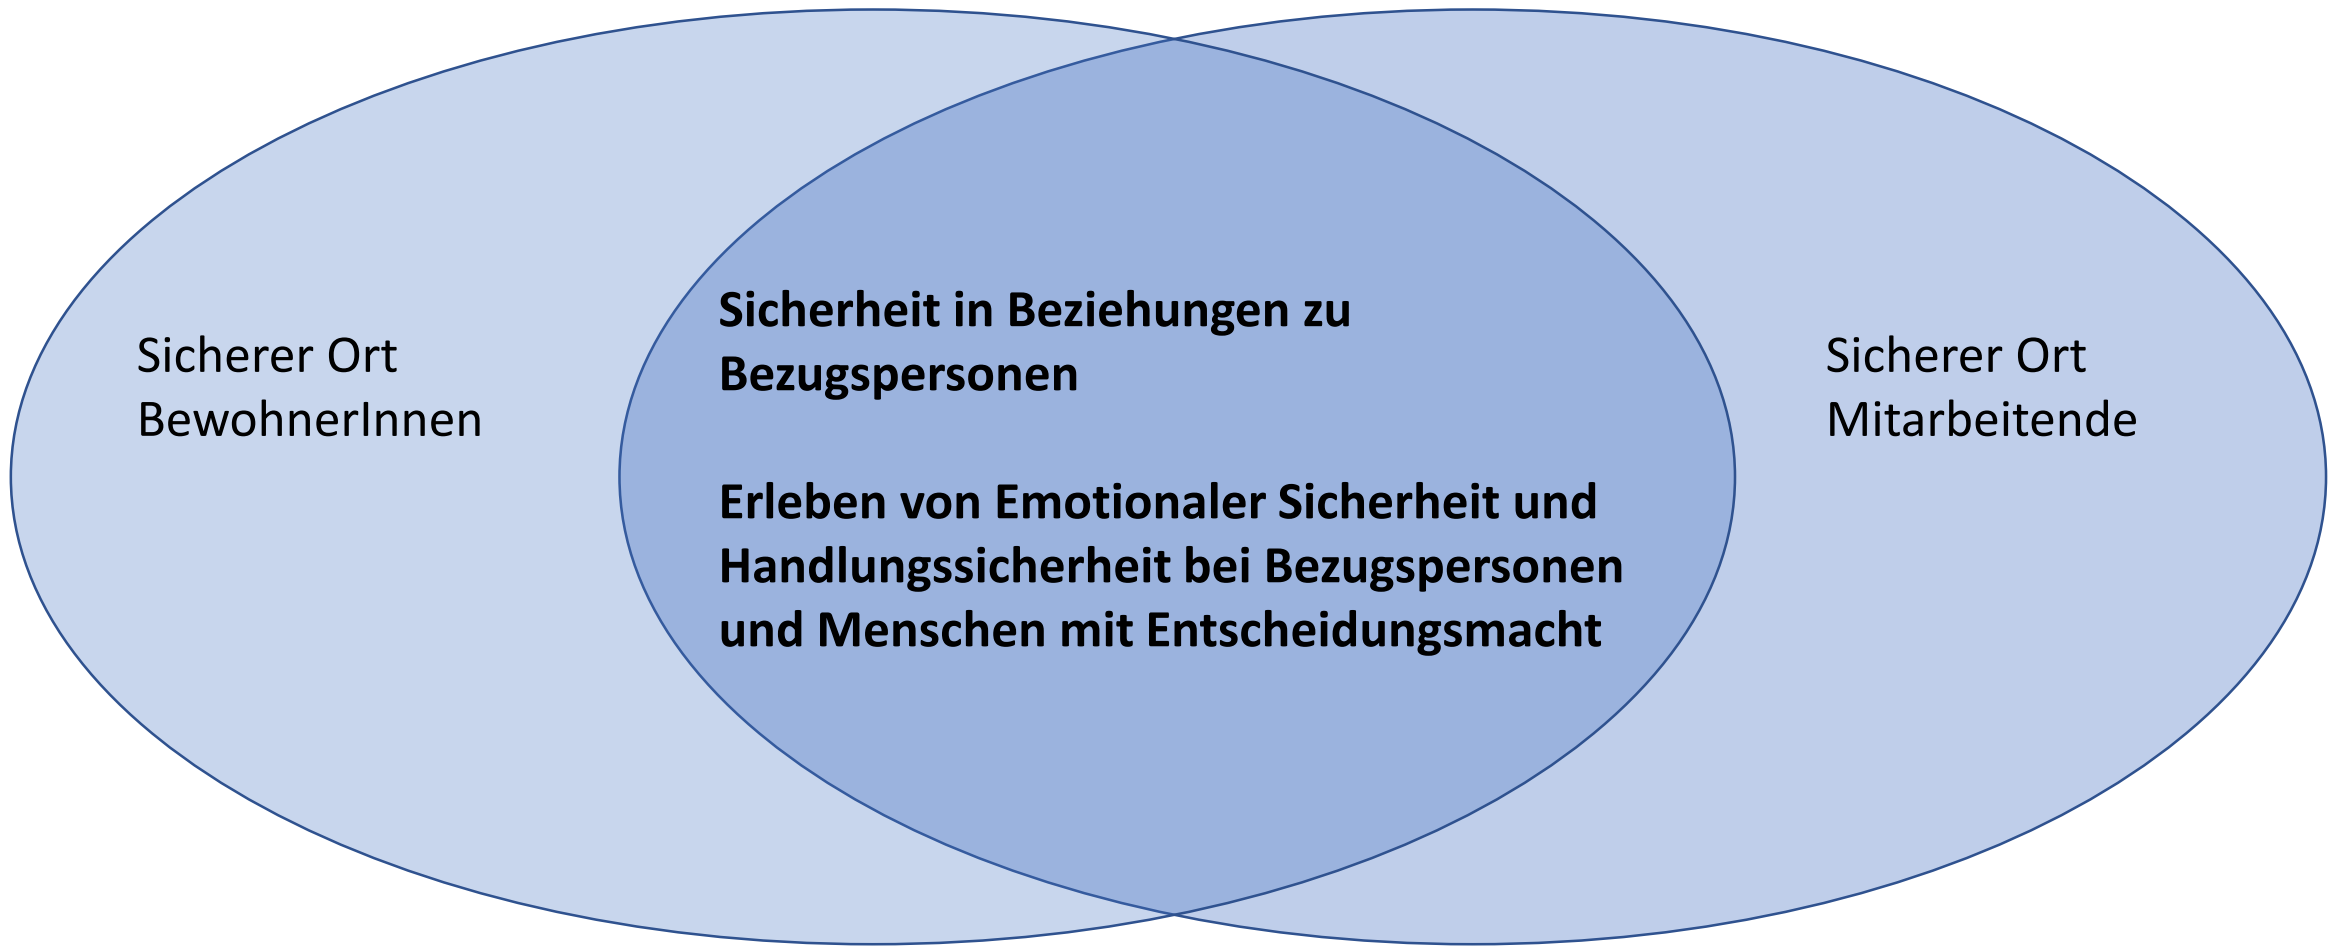 Sicherer Ort
BewohnerInnen
Sicherheit in Beziehungen zu
Bezugspersonen
Erleben von Emotionaler Sicherheit und
Handlungssicherheit bei Bezugspersonen
und Menschen mit Entscheidungsmacht
Sicherer Ort
Mitarbeitende